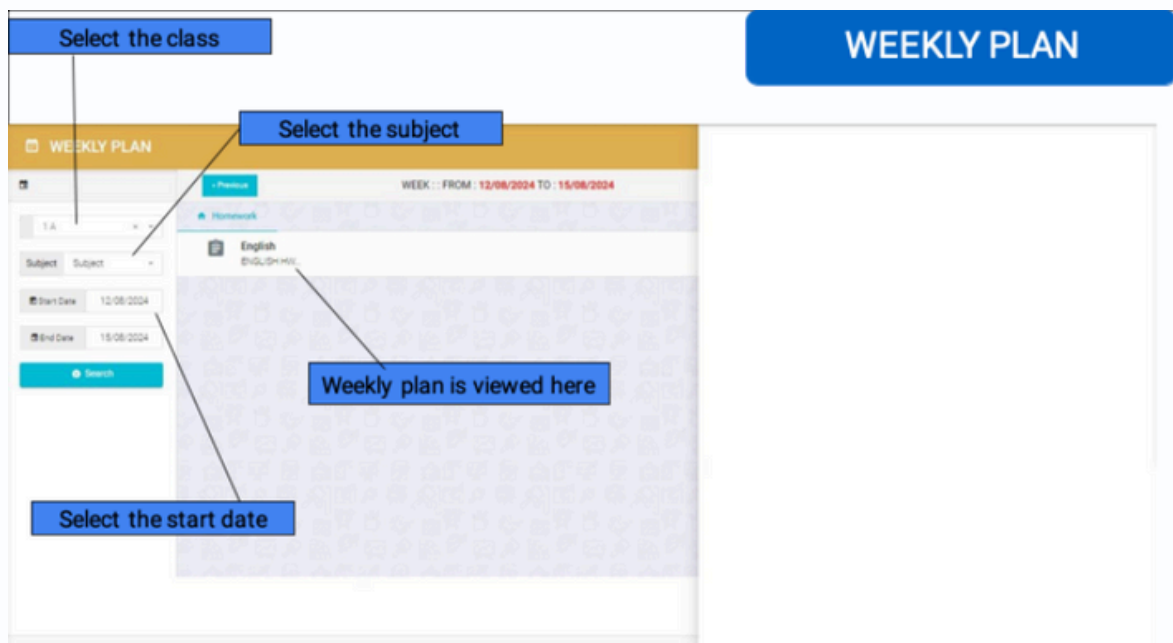 Select the class
WEEKLY PLAN
Select the subject
WEEKLY PLAN
‹ Previous
WEEK : : FROM : 12/08/2024 TO : 15/08/2024
1 A
Homework
English
ENGLISH HW...
Subject Subject
Start Date 12/08/2024
End Date 15/08/2024
Search
Weekly plan is viewed here
Select the start date